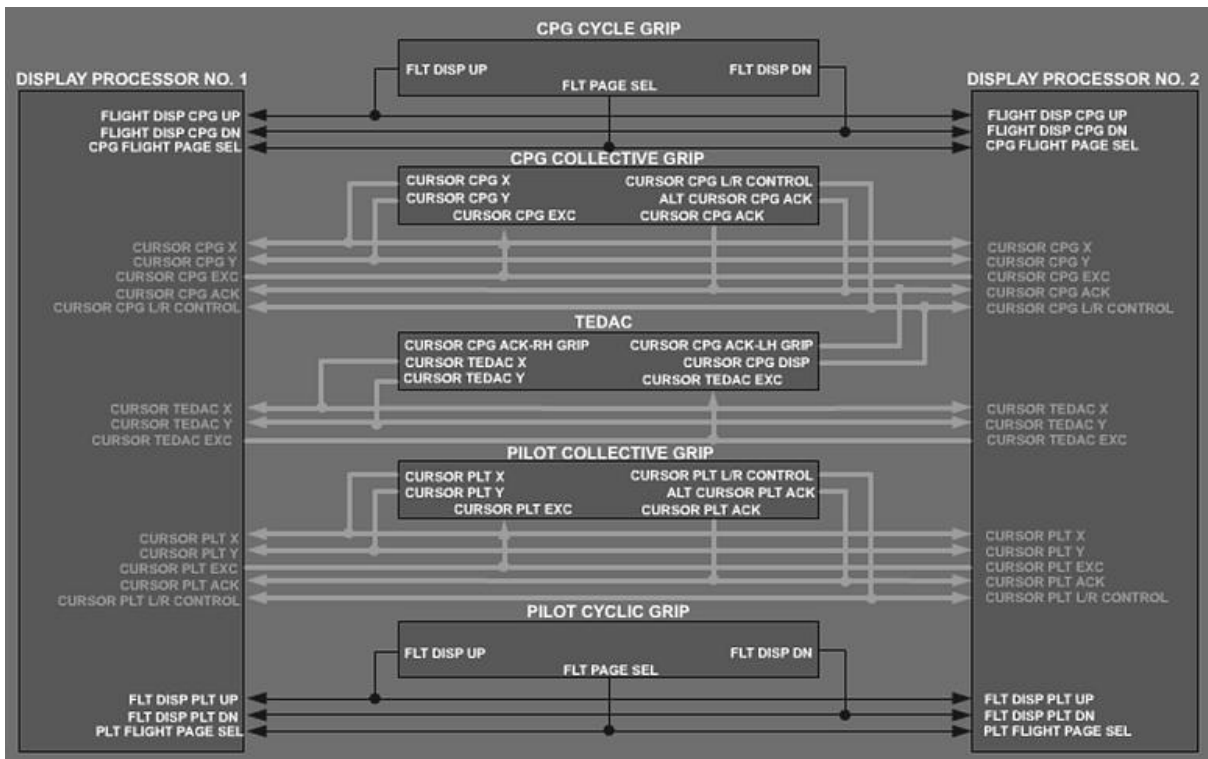 CPG CYCLE GRIP
DISPLAY PROCESSOR NO. 1
DISPLAY PROCESSOR NO. 2
FLT DISP UP
FLT DISP DN
FLT PAGE SEL
FLIGHT DISP CPG UP
FLIGHT DISP CPG DN
CPG FLIGHT PAGE SEL
FLIGHT DISP CPG UP
FLIGHT DISP CPG DN
CPG FLIGHT PAGE SEL
CPG COLLECTIVE GRIP
CURSOR CPG X
CURSOR CPG Y
CURSOR CPG EXC
CURSOR CPG L/R CONTROL
ALT CURSOR CPG ACK
CURSOR CPG ACK
CURSOR CPG X
CURSOR CPG Y
CURSOR CPG EXC
CURSOR CPG ACK
CURSOR CPG L/R CONTROL
CURSOR CPG X
CURSOR CPG Y
CURSOR CPG EXC
CURSOR CPG ACK
CURSOR CPG L/R CONTROL
TEDAC
CURSOR CPG ACK-RH GRIP
CURSOR TEDAC X
CURSOR TEDAC Y
CURSOR CPG ACK-LH GRIP
CURSOR CPG DISP
CURSOR TEDAC EXC
CURSOR TEDAC X
CURSOR TEDAC Y
CURSOR TEDAC EXC
CURSOR TEDAC X
CURSOR TEDAC Y
CURSOR TEDAC EXC
PILOT COLLECTIVE GRIP
CURSOR PLT X
CURSOR PLT Y
CURSOR PLT EXC
CURSOR PLT L/R CONTROL
ALT CURSOR PLT ACK
CURSOR PLT ACK
CURSOR PLT X
CURSOR PLT Y
CURSOR PLT EXC
CURSOR PLT ACK
CURSOR PLT L/R CONTROL
CURSOR PLT X
CURSOR PLT Y
CURSOR PLT EXC
CURSOR PLT ACK
CURSOR PLT L/R CONTROL
PILOT CYCLIC GRIP
FLT DISP UP
FLT DISP DN
FLT PAGE SEL
FLT DISP PLT UP
FLT DISP PLT DN
PLT FLIGHT PAGE SEL
FLT DISP PLT UP
FLT DISP PLT DN
PLT FLIGHT PAGE SEL